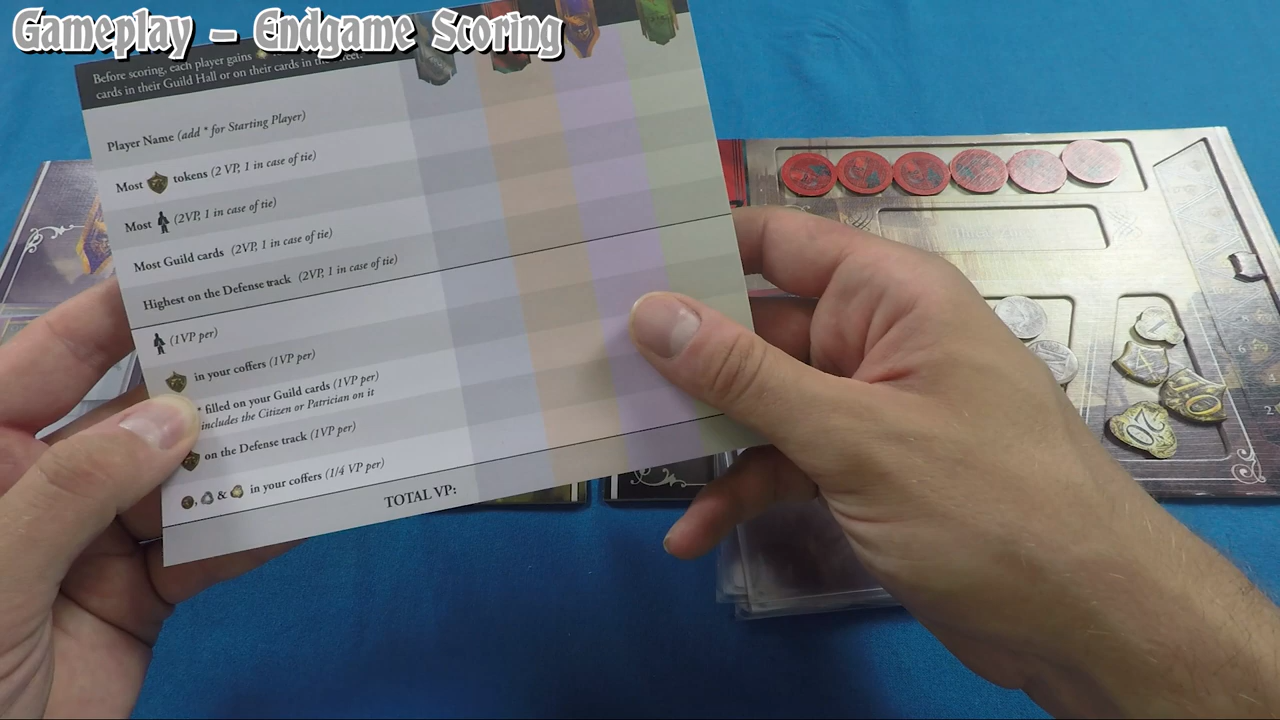 Gameplay – Endgame Scoring
Before scoring, each player gains
cards in their Guild Hall or on their cards in the Street.
Player Name (add * for Starting Player)
Most tokens (2 VP, 1 in case of tie)
Most (2VP, 1 in case of tie)
Most Guild cards (2VP, 1 in case of tie)
Highest on the Defense track (2VP, 1 in case of tie)
(1VP per)
in your coffers (1VP per)
* filled on your Guild cards (1VP per)
includes the Citizen or Patrician on it
on the Defense track (1VP per)
, & in your coffers (1/4 VP per)
TOTAL VP:
1
4
10
20